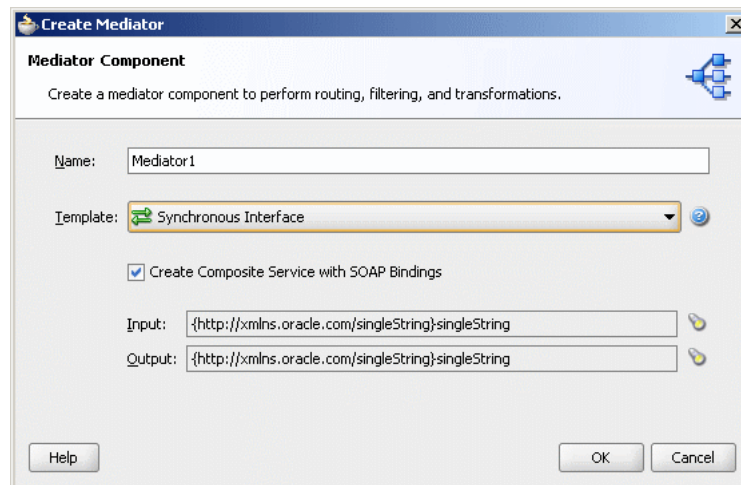 Create Mediator
Mediator Component
Create a mediator component to perform routing, filtering, and transformations.
Name: Mediator1
Template: Synchronous Interface
Create Composite Service with SOAP Bindings
Input: {http://xmlns.oracle.com/singleString}singleString
Output: {http://xmlns.oracle.com/singleString}singleString
Help OK Cancel